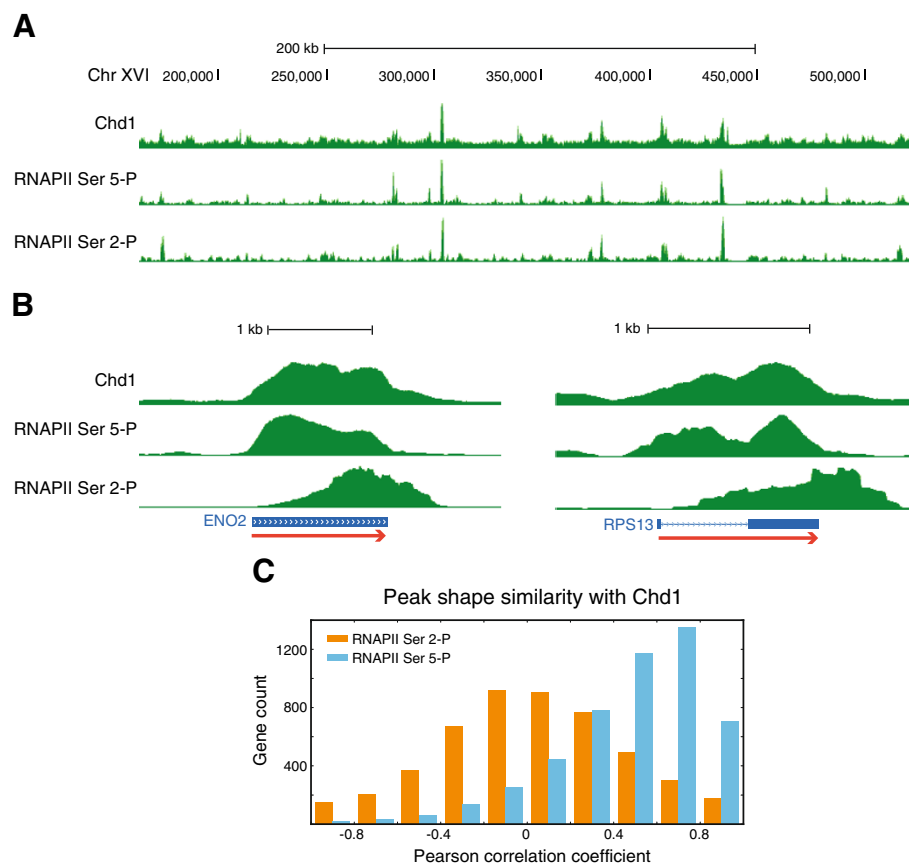 A
200 kb
Chr XVI 200,000 250,000 300,000 350,000 400,000 450,000 500,000
Chd1
RNAPII Ser 5-P
RNAPII Ser 2-P
B
1 kb 1 kb
Chd1
RNAPII Ser 5-P
RNAPII Ser 2-P
ENO2 RPS13
C
Peak shape similarity with Chd1
RNAPII Ser 2-P
RNAPII Ser 5-P
1200
800
400
Gene count
-0.8 -0.4 0 0.4 0.8
Pearson correlation coefficient